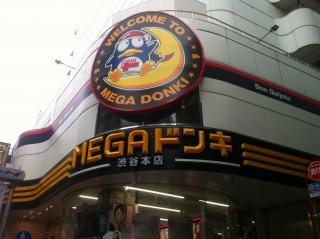 WELCOME TO
MEGA DONKI
Don Quijote
MEGAドンキ
渋谷本店